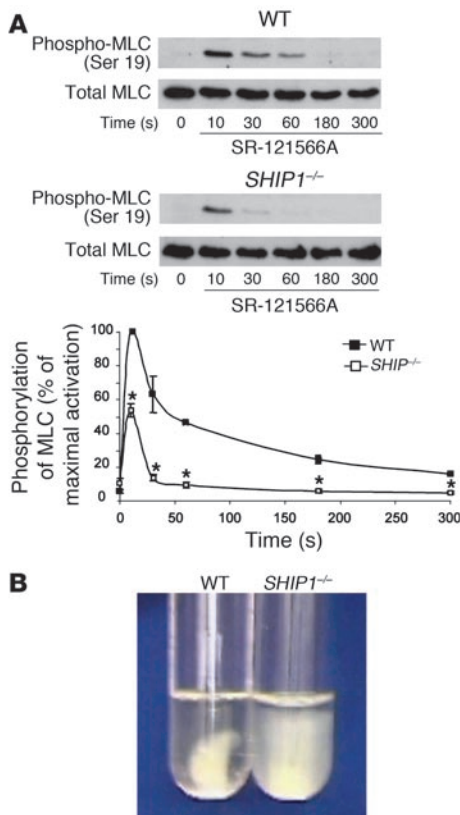 A
WT
Phospho-MLC
(Ser 19)
Total MLC
Time (s) 0 10 30 60 180 300
SR-121566A
SHIP1–/–
Phospho-MLC
(Ser 19)
Total MLC
Time (s) 0 10 30 60 180 300
SR-121566A
Phosphorylation
of MLC (% of
maximal activation)
100
80
60
40
20
0
WT
SHIP–/–
* * * * *
0 50 100 150 200 250 300
Time (s)
B
WT SHIP1–/–